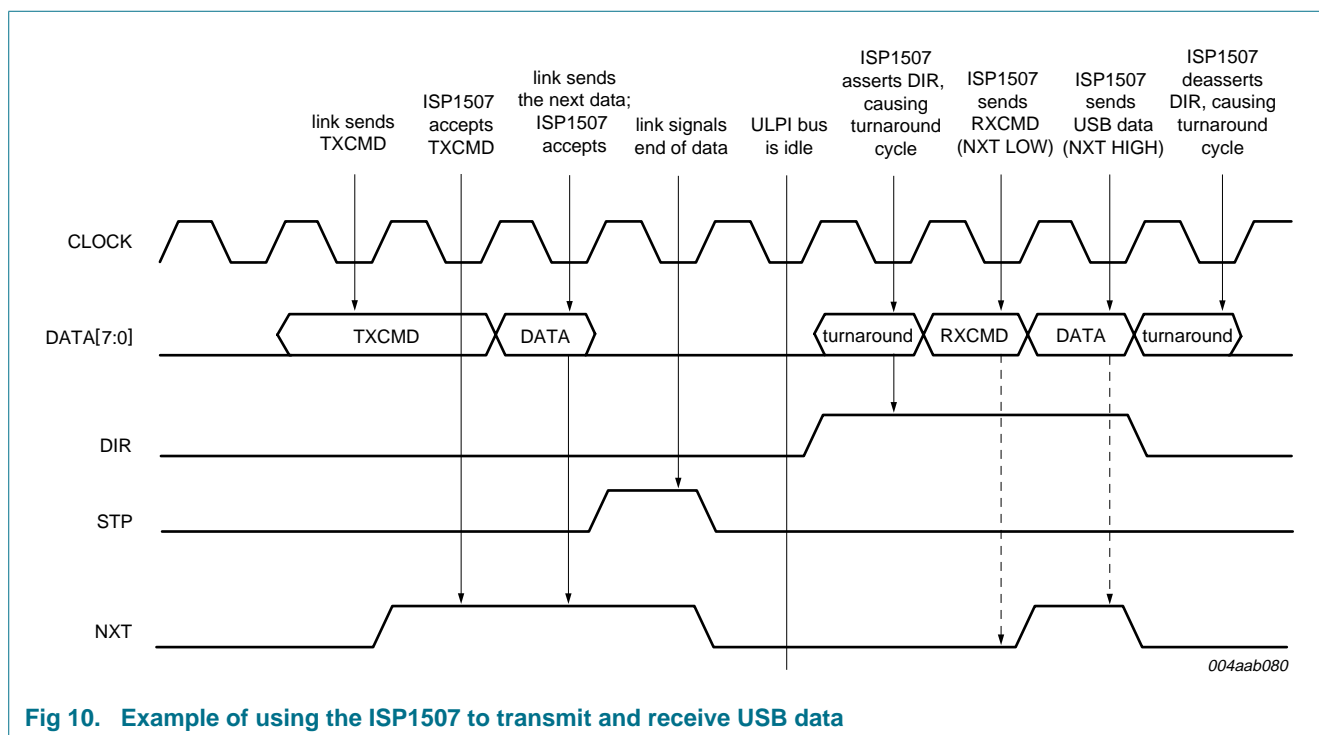 link sends
TXCMD
ISP1507
accepts
TXCMD
link sends
the next data;
ISP1507
accepts
link signals
end of data
ULPI bus
is idle
ISP1507
asserts DIR,
causing
turnaround
cycle
ISP1507
sends
RXCMD
(NXT LOW)
ISP1507
sends
USB data
(NXT HIGH)
ISP1507
deasserts
DIR, causing
turnaround
cycle
CLOCK
DATA[7:0]
TXCMD
DATA
turnaround
RXCMD
DATA
turnaround
DIR
STP
NXT
004aab080
Fig 10. Example of using the ISP1507 to transmit and receive USB data